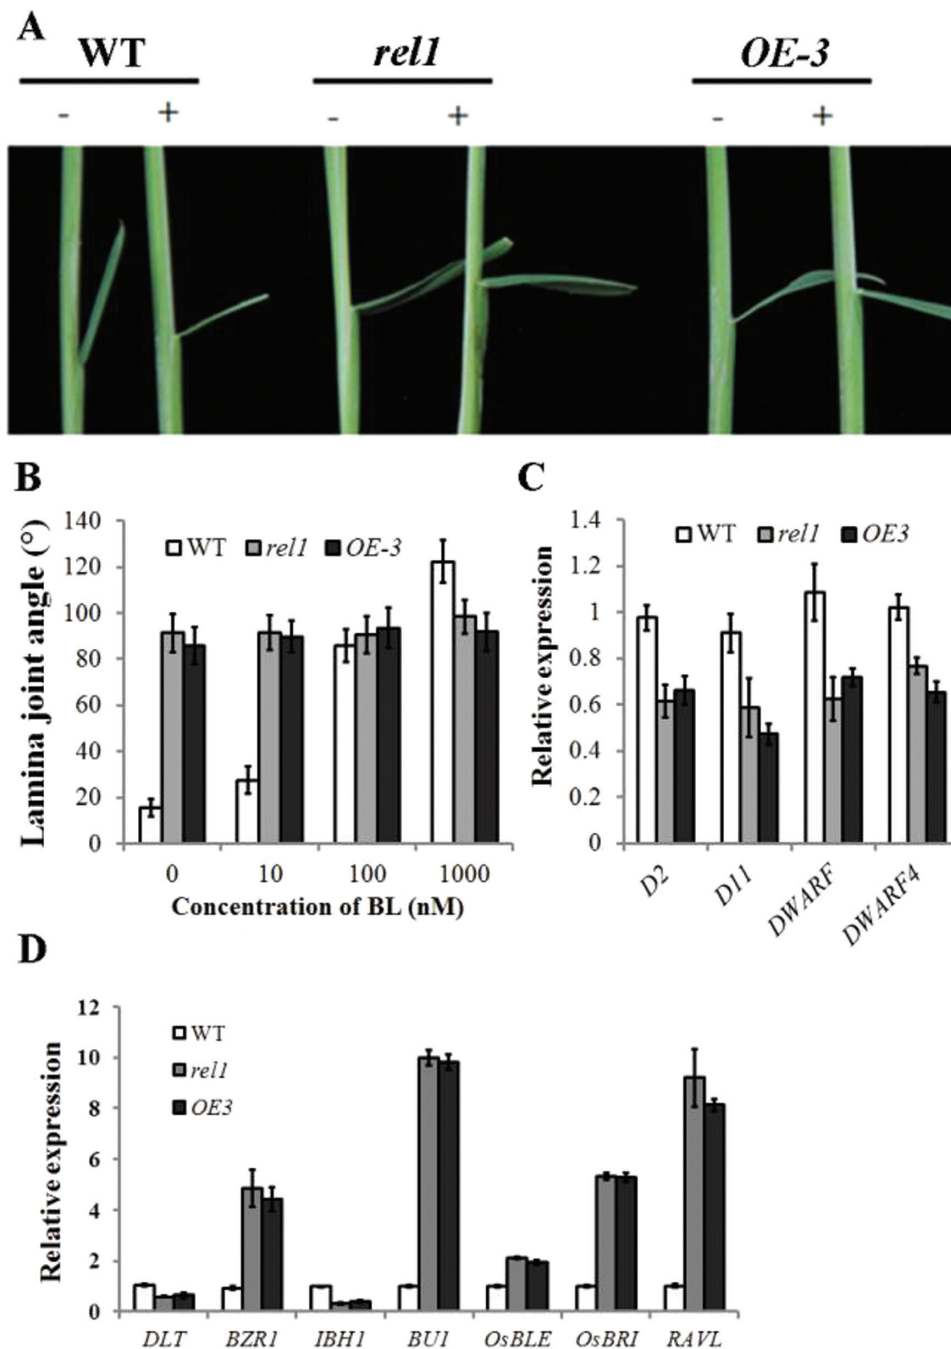 A
WT rel1 OE-3
- + - + - +
B
Lamina joint angle (°)
140
120
100
80
60
40
20
0
WT rel1 OE-3
0 10 100 1000
Concentration of BL (nM)
C
Relative expression
1.4
1.2
1
0.8
0.6
0.4
0.2
0
WT rel1 OE3
D2 D11 DWARF DWARF4
D
Relative expression
12
10
8
6
4
2
0
WT
rel1
OE3
DLT BZR1 IBH1 BU1 OsBLE OsBRI RAVL